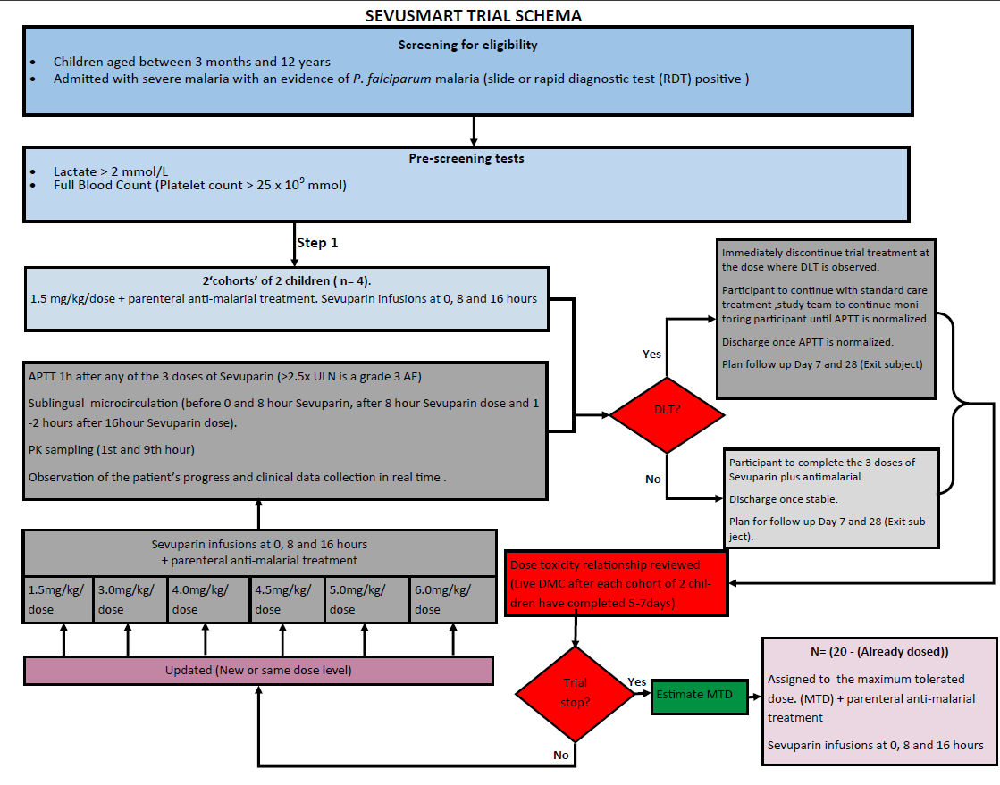 SEVUSMART TRIAL SCHEMA
Screening for eligibility
• Children aged between 3 months and 12 years
• Admitted with severe malaria with an evidence of P. falciparum malaria (slide or rapid diagnostic test (RDT) positive )
Pre-screening tests
• Lactate > 2 mmol/L
• Full Blood Count (Platelet count > 25 x 10⁹ mmol)
Step 1
2‘cohorts’ of 2 children ( n= 4).
1.5 mg/kg/dose + parenteral anti-malarial treatment. Sevuparin infusions at 0, 8 and 16 hours
APTT 1h after any of the 3 doses of Sevuparin (>2.5x ULN is a grade 3 AE)
Sublingual microcirculation (before 0 and 8 hour Sevuparin, after 8 hour Sevuparin dose and 1
-2 hours after 16hour Sevuparin dose).
PK sampling (1st and 9th hour)
Observation of the patient’s progress and clinical data collection in real time .
DLT?
Yes
No
Immediately discontinue trial treatment at
the dose where DLT is observed.
Participant to continue with standard care
treatment ,study team to continue moni-
toring participant until APTT is normalized.
Discharge once APTT is normalized.
Plan follow up Day 7 and 28 (Exit subject)
Participant to complete the 3 doses of
Sevuparin plus antimalarial.
Discharge once stable.
Plan for follow up Day 7 and 28 (Exit sub-
ject).
Sevuparin infusions at 0, 8 and 16 hours
+ parenteral anti-malarial treatment
1.5mg/kg/
dose
3.0mg/kg/
dose
4.0mg/kg/
dose
4.5mg/kg/
dose
5.0mg/kg/
dose
6.0mg/kg/
dose
Updated (New or same dose level)
Dose toxicity relationship reviewed
(Live DMC after each cohort of 2 chil-
dren have completed 5-7days)
Trial
stop?
Yes
No
Estimate MTD
N= (20 - (Already dosed))
Assigned to the maximum tolerated
dose. (MTD) + parenteral anti-malarial
treatment
Sevuparin infusions at 0, 8 and 16 hours